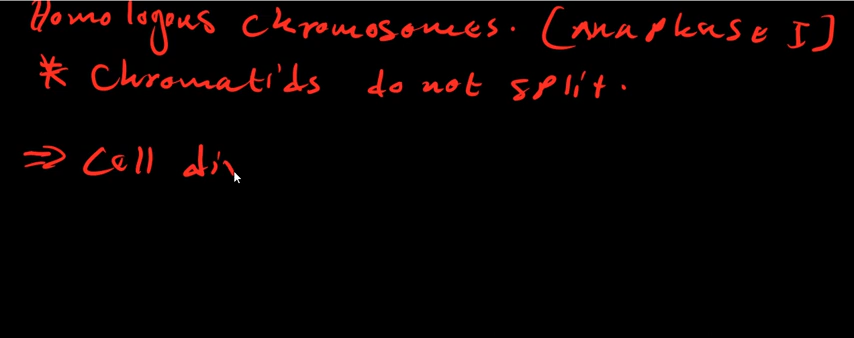 Homologous chromosomes. [Anaphase I]
* Chromatids do not split.
⇒ Cell div